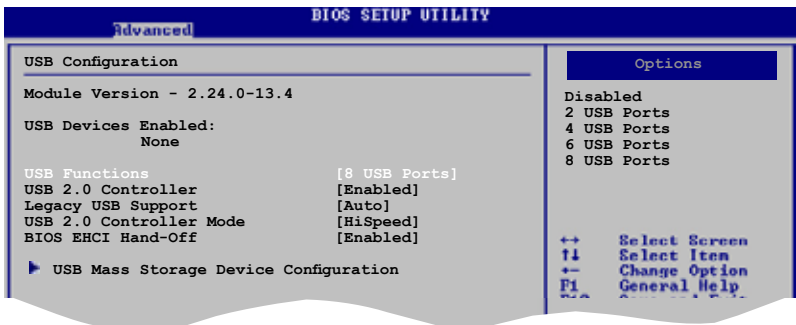 BIOS SETUP UTILITY
Advanced
USB Configuration
Module Version - 2.24.0-13.4
USB Devices Enabled:
None
USB Functions [8 USB Ports]
USB 2.0 Controller [Enabled]
Legacy USB Support [Auto]
USB 2.0 Controller Mode [HiSpeed]
BIOS EHCI Hand-Off [Enabled]
USB Mass Storage Device Configuration
Options
Disabled
2 USB Ports
4 USB Ports
6 USB Ports
8 USB Ports
↔ Select Screen
↑↓ Select Item
+- Change Option
F1 General Help